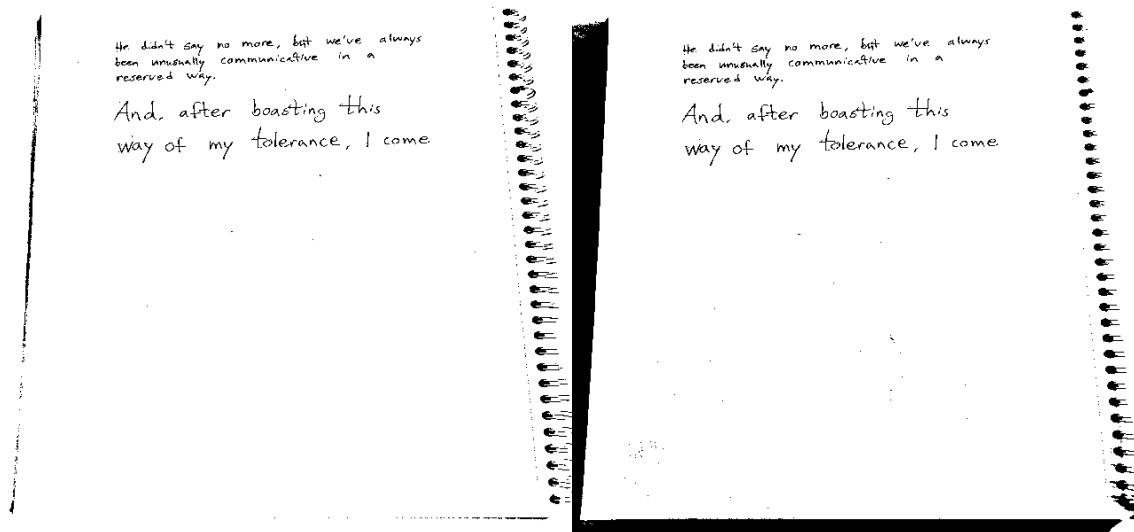 He didn't say no more, but we've always
been unusually communicative in a
reserved way.
And, after boasting this
way of my tolerance, I come
He didn't say no more, but we've always
been unusually communicative in a
reserved way.
And, after boasting this
way of my tolerance, I come